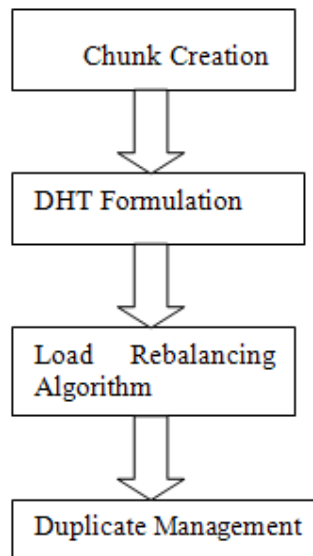 Chunk Creation
DHT Formulation
Load Rebalancing
Algorithm
Duplicate Management